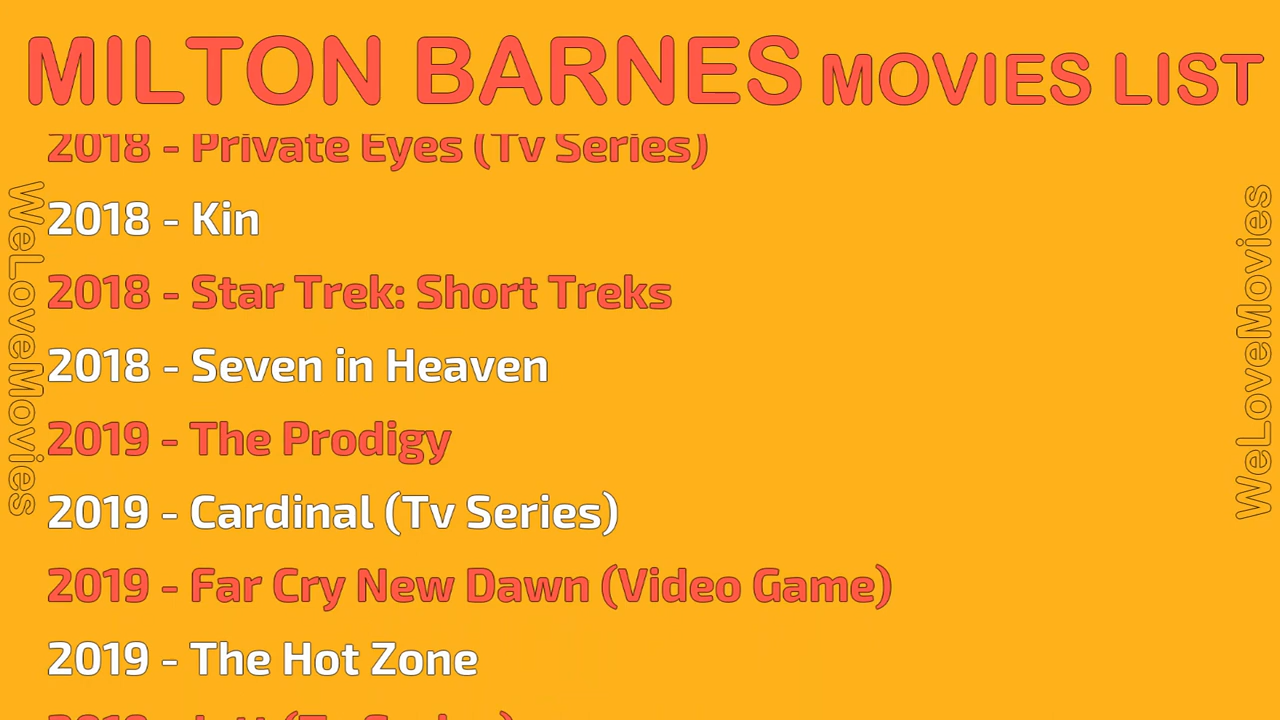 MILTON BARNES MOVIES LIST
2018 - Private Eyes (Tv Series)
2018 - Kin
2018 - Star Trek: Short Treks
2018 - Seven in Heaven
2019 - The Prodigy
2019 - Cardinal (Tv Series)
2019 - Far Cry New Dawn (Video Game)
2019 - The Hot Zone
WeLoveMovies
WeLoveMovies